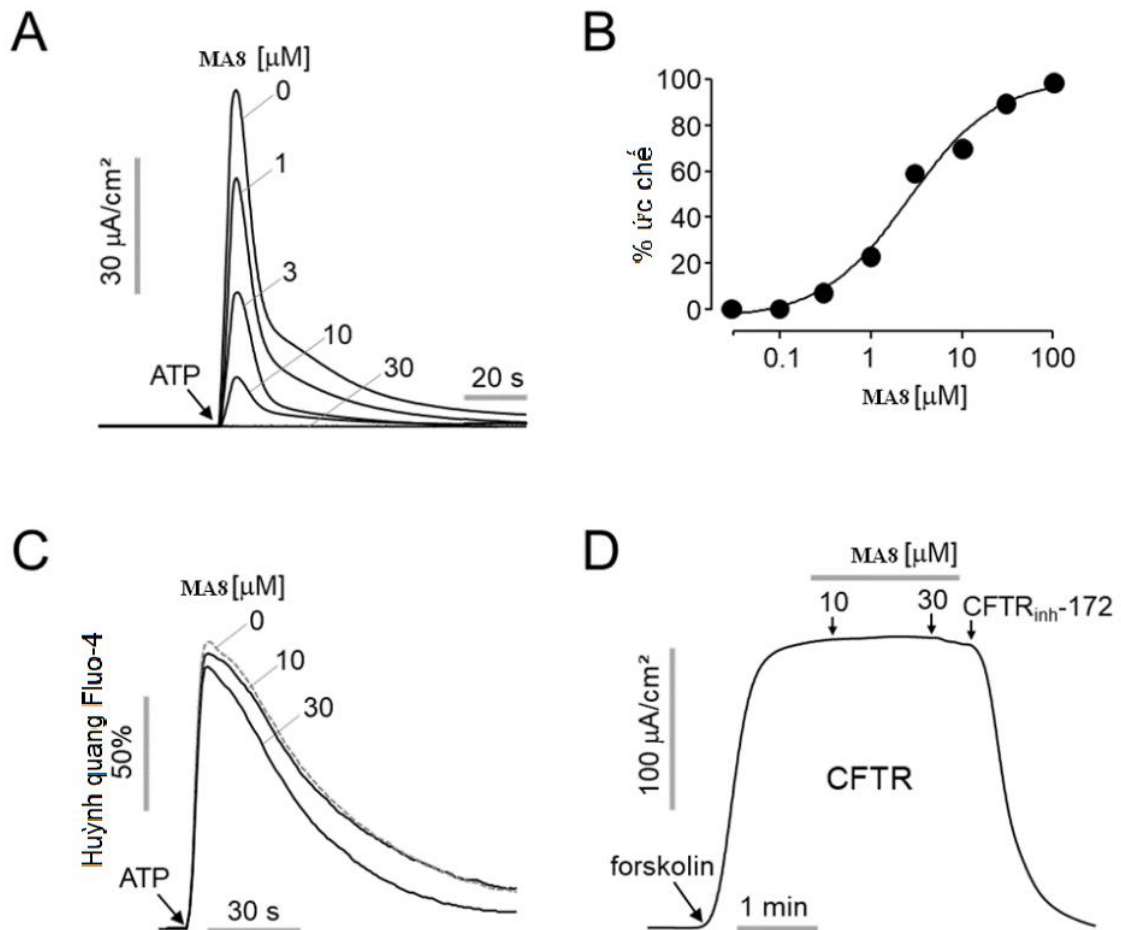 A
MA8 [µM]
0
1
3
10
30
30 µA/cm²
ATP
20 s
B
100
80
60
40
20
0
% ức chế
0.1
1
10
100
MA8 [µM]
C
MA8 [µM]
0
10
30
Huỳnh quang Fluo-4
50%
ATP
30 s
D
MA8 [µM]
10
30
CFTRinh-172
100 µA/cm²
CFTR
forskolin
1 min